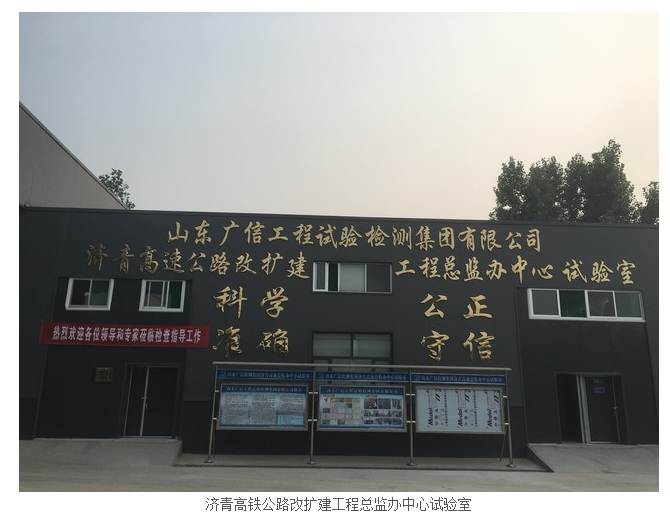 山东广信工程试验检测集团有限公司
济青高速公路改扩建 工程总监办中心试验室
科学 公正
准确 守信
热烈欢迎各位领导和专家莅临检查指导工作
济青高铁公路改扩建工程总监办中心试验室